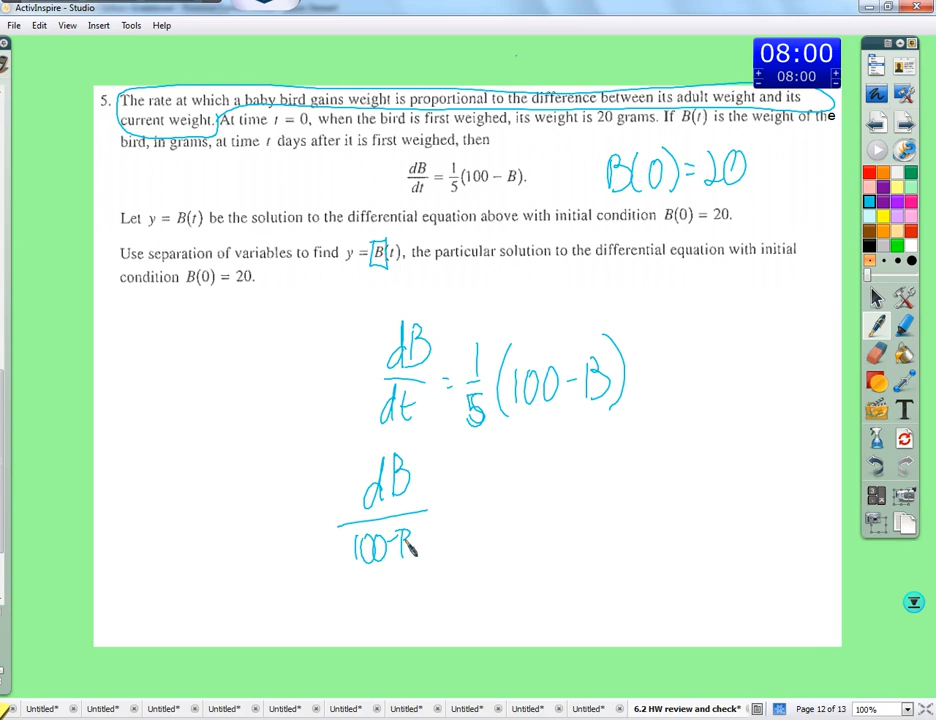 ActivInspire - Studio
File Edit View Insert Tools
08:00
08:00
5. The rate at which a baby bird gains weight is proportional to the difference between its adult weight and its
current weight. At time t = 0, when the bird is first weighed, its weight is 20 grams. If B(t) is the weight of the
bird, in grams, at time t days after it is first weighed, then
dB/dt = 1/5 (100 − B).
B(0) = 20
Let y = B(t) be the solution to the differential equation above with initial condition B(0) = 20.
Use separation of variables to find y = B(t), the particular solution to the differential equation with initial
condition B(0) = 20.
dB/dt = 1/5 (100 − B)
dB
100−B
Untitled* Untitled* Untitled* Untitled* Untitled* Untitled* Untitled* Untitled* Untitled* Untitled* 6.2 HW review and check* Page 12 of 13 100%